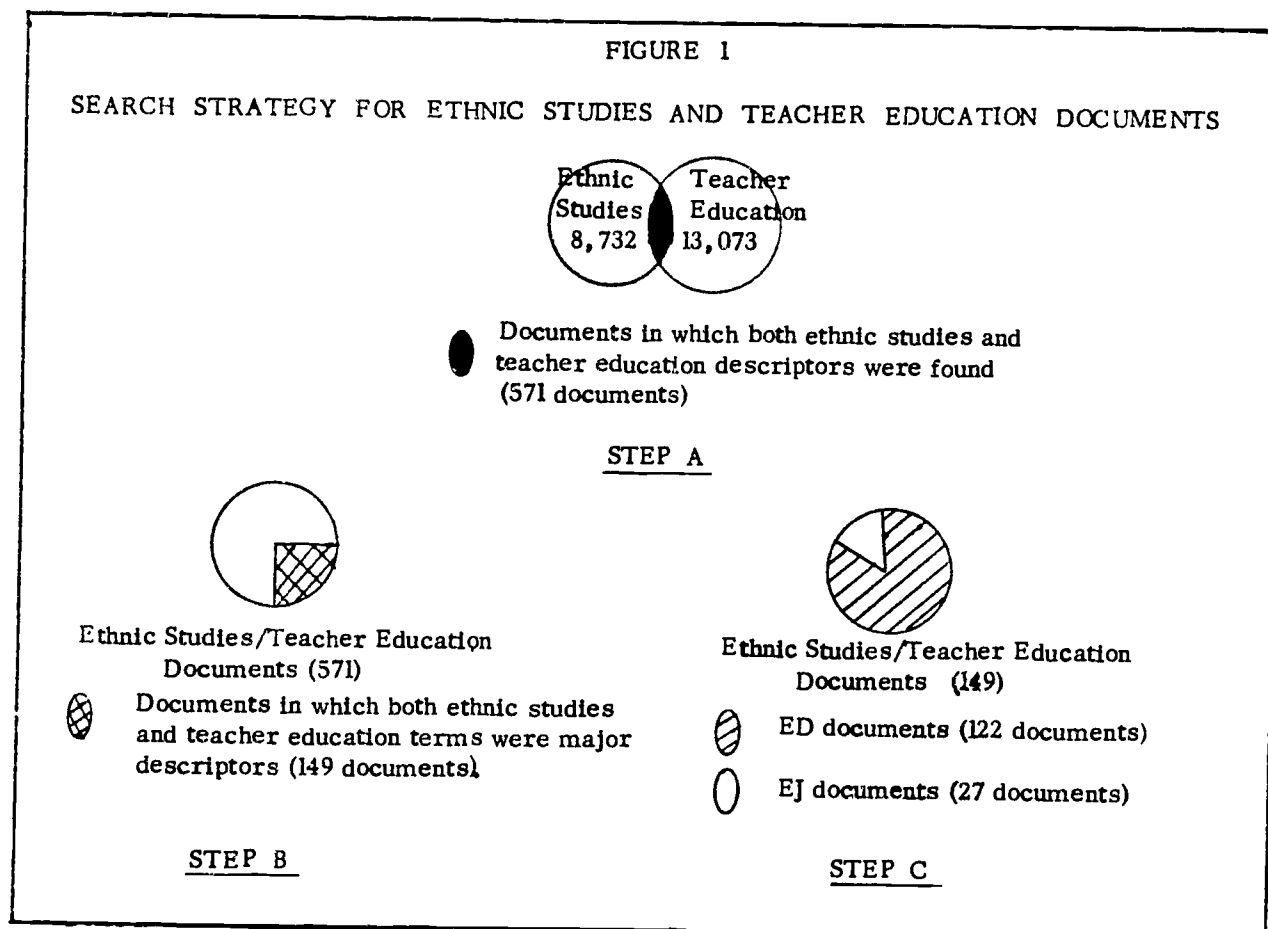 FIGURE 1
SEARCH STRATEGY FOR ETHNIC STUDIES AND TEACHER EDUCATION DOCUMENTS
Ethnic
Studies
8,732
Teacher
Education
13,073
Documents in which both ethnic studies and
teacher education descriptors were found
(571 documents)
STEP A
Ethnic Studies/Teacher Education
Documents (571)
Documents in which both ethnic studies
and teacher education terms were major
descriptors (149 documents).
STEP B
Ethnic Studies/Teacher Education
Documents (149)
ED documents (122 documents)
EJ documents (27 documents)
STEP C